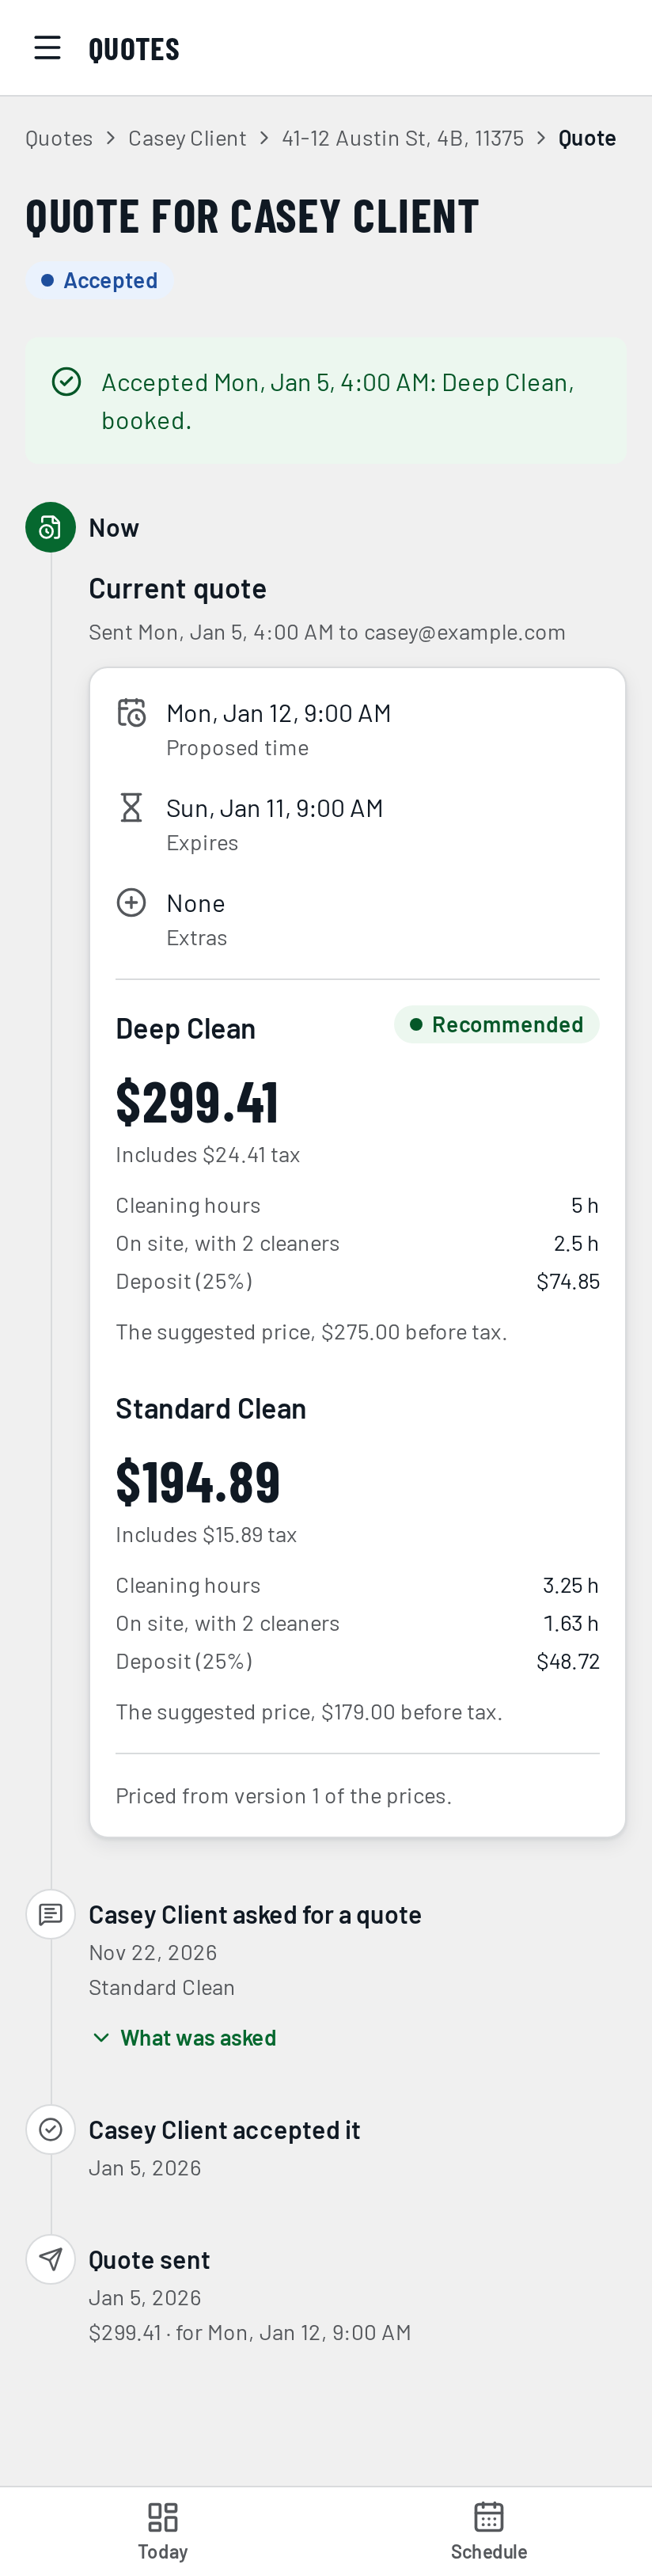 QUOTES
Quotes > Casey Client > 41-12 Austin St, 4B, 11375 > Quote
QUOTE FOR CASEY CLIENT
Accepted
Accepted Mon, Jan 5, 4:00 AM: Deep Clean,
booked.
Now
Current quote
Sent Mon, Jan 5, 4:00 AM to casey@example.com
Mon, Jan 12, 9:00 AM
Proposed time
Sun, Jan 11, 9:00 AM
Expires
None
Extras
Deep Clean Recommended
$299.41
Includes $24.41 tax
Cleaning hours 5 h
On site, with 2 cleaners 2.5 h
Deposit (25%) $74.85
The suggested price, $275.00 before tax.
Standard Clean
$194.89
Includes $15.89 tax
Cleaning hours 3.25 h
On site, with 2 cleaners 1.63 h
Deposit (25%) $48.72
The suggested price, $179.00 before tax.
Priced from version 1 of the prices.
Casey Client asked for a quote
Nov 22, 2026
Standard Clean
What was asked
Casey Client accepted it
Jan 5, 2026
Quote sent
Jan 5, 2026
$299.41 · for Mon, Jan 12, 9:00 AM
Today Schedule